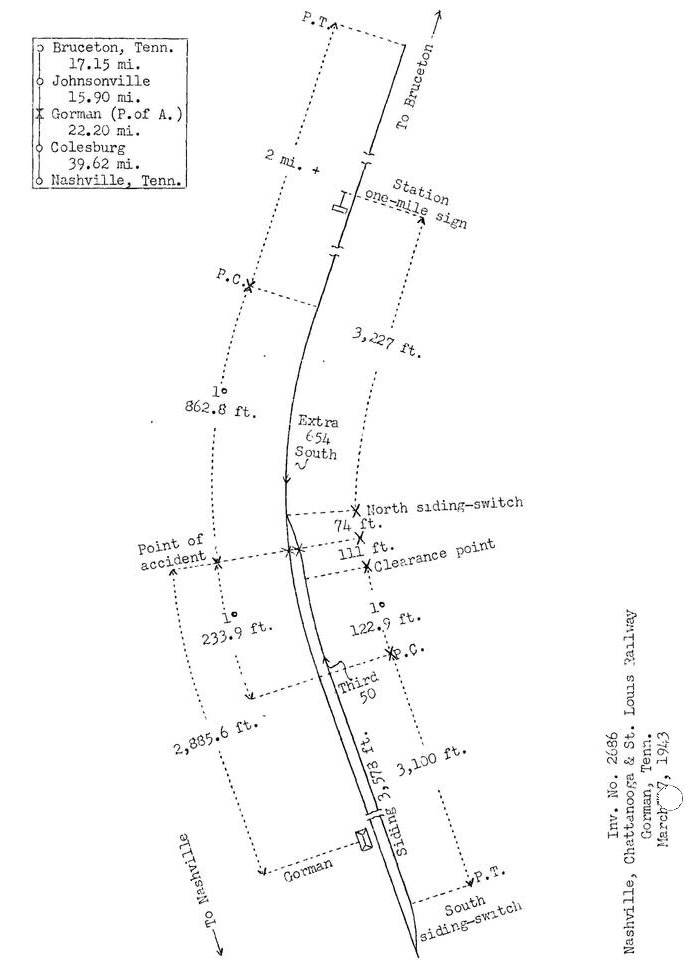 Bruceton, Tenn.
17.15 mi.
Johnsonville
15.90 mi.
Gorman (P.of A.)
22.20 mi.
Colesburg
39.62 mi.
Nashville, Tenn.
P.T.
To Bruceton
2 mi. +
Station
one-mile sign
P.C.
3,227 ft.
1°
862.8 ft.
Extra
654
South
North siding-switch
74 ft.
Point of
accident
111 ft.
Clearance point
1°
233.9 ft.
1°
122.9 ft.
P.C.
Third
50
2,885.6 ft.
Siding 3,573 ft.
3,100 ft.
Gorman
To Nashville
P.T.
South
siding-switch
Inv. No. 2686
Nashville, Chattanooga & St. Louis Railway
Gorman, Tenn.
March 7, 1943